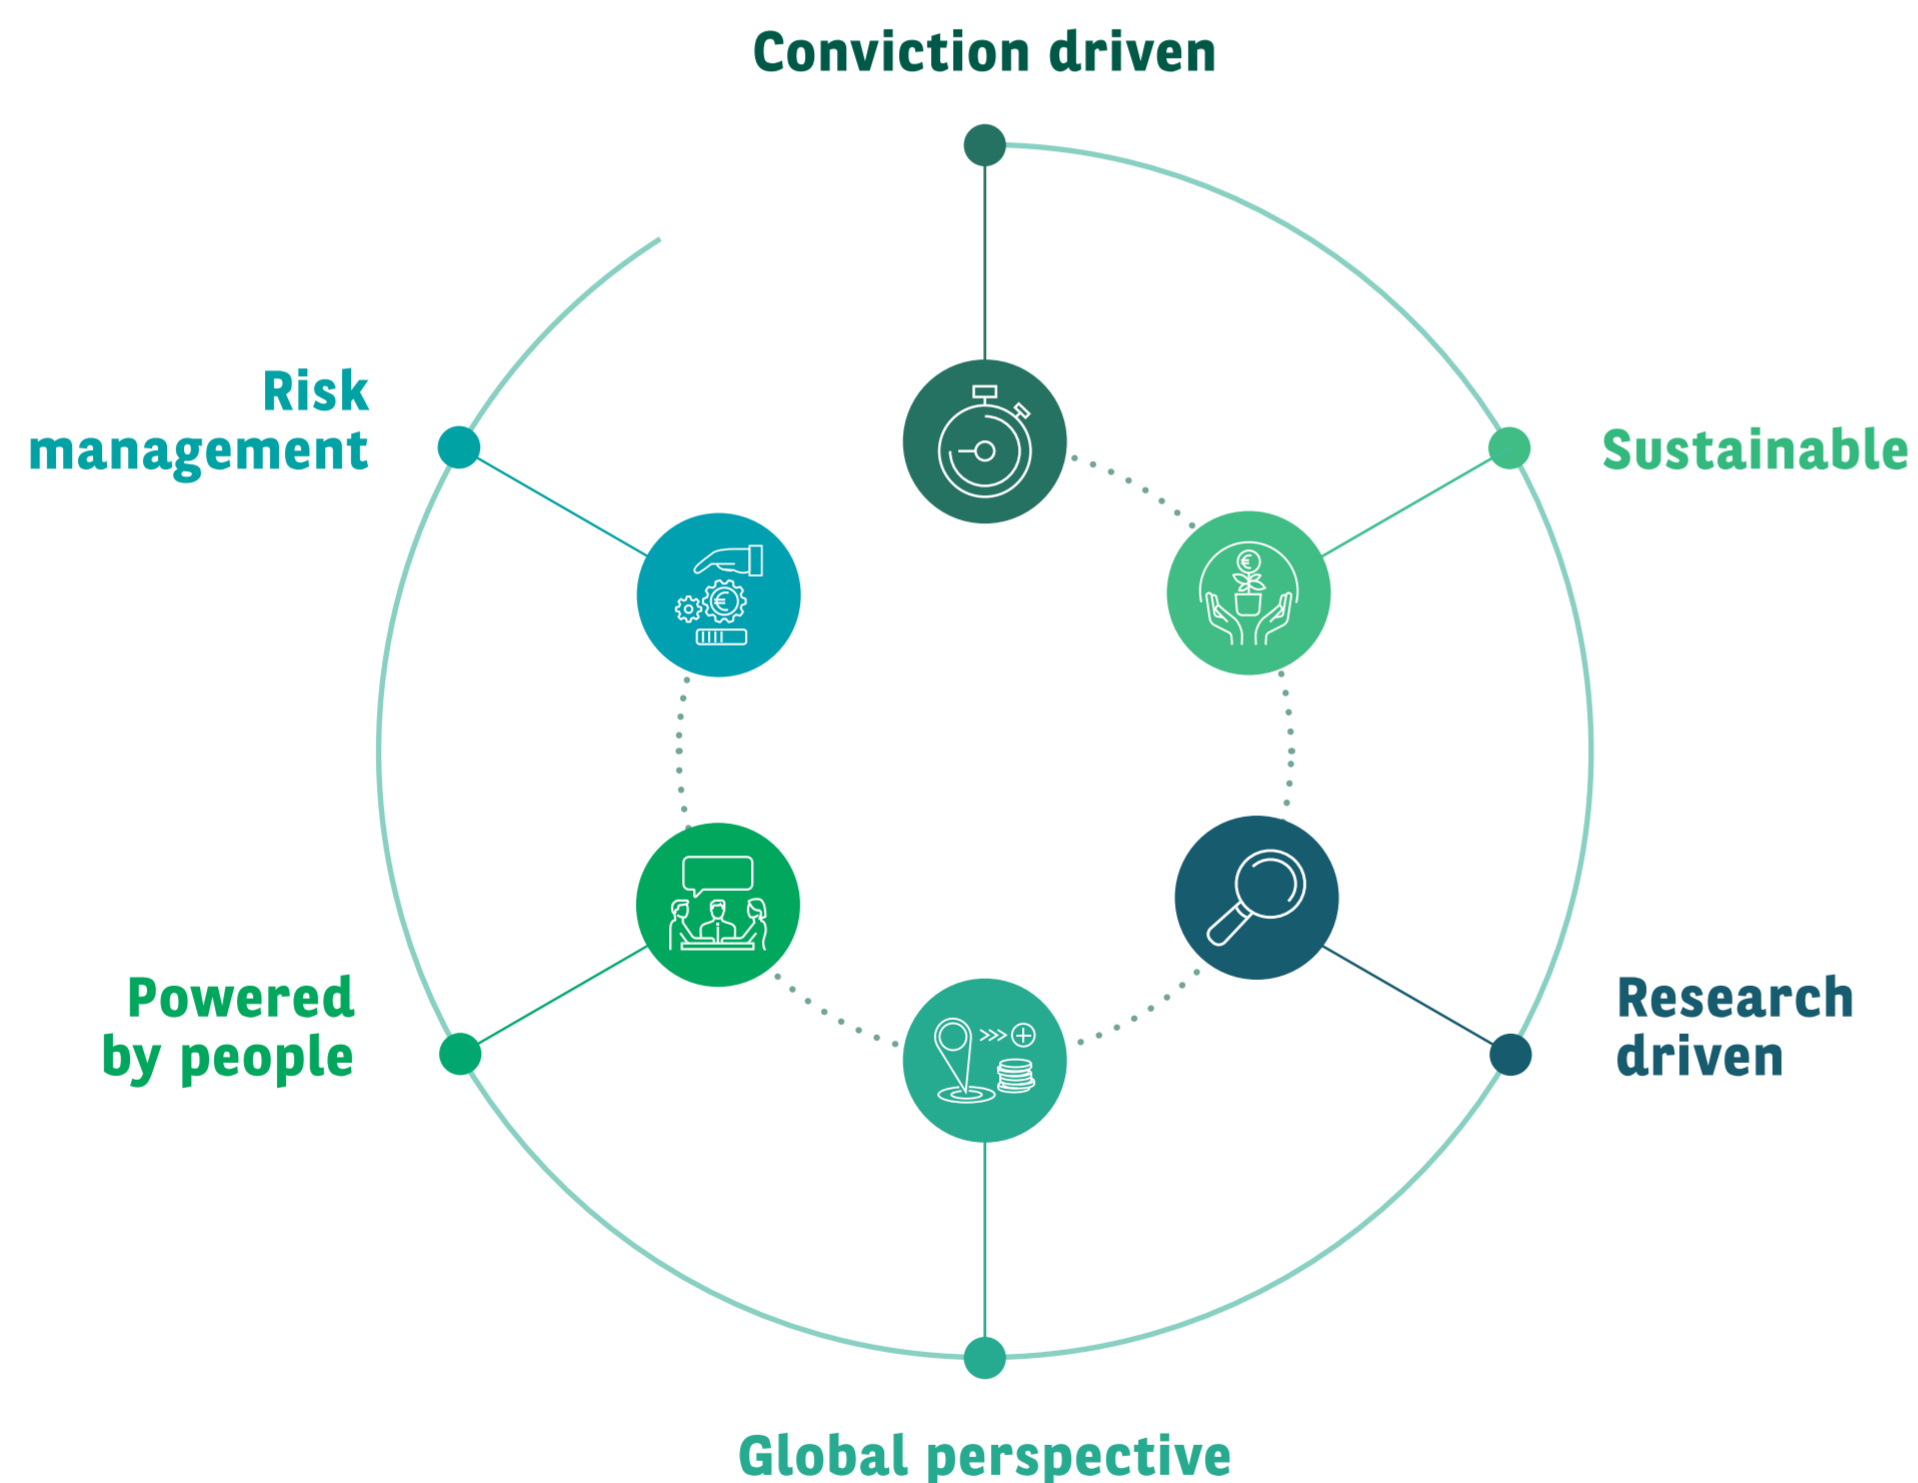 Conviction driven
Sustainable
Research
driven
Global perspective
Powered
by people
Risk
management